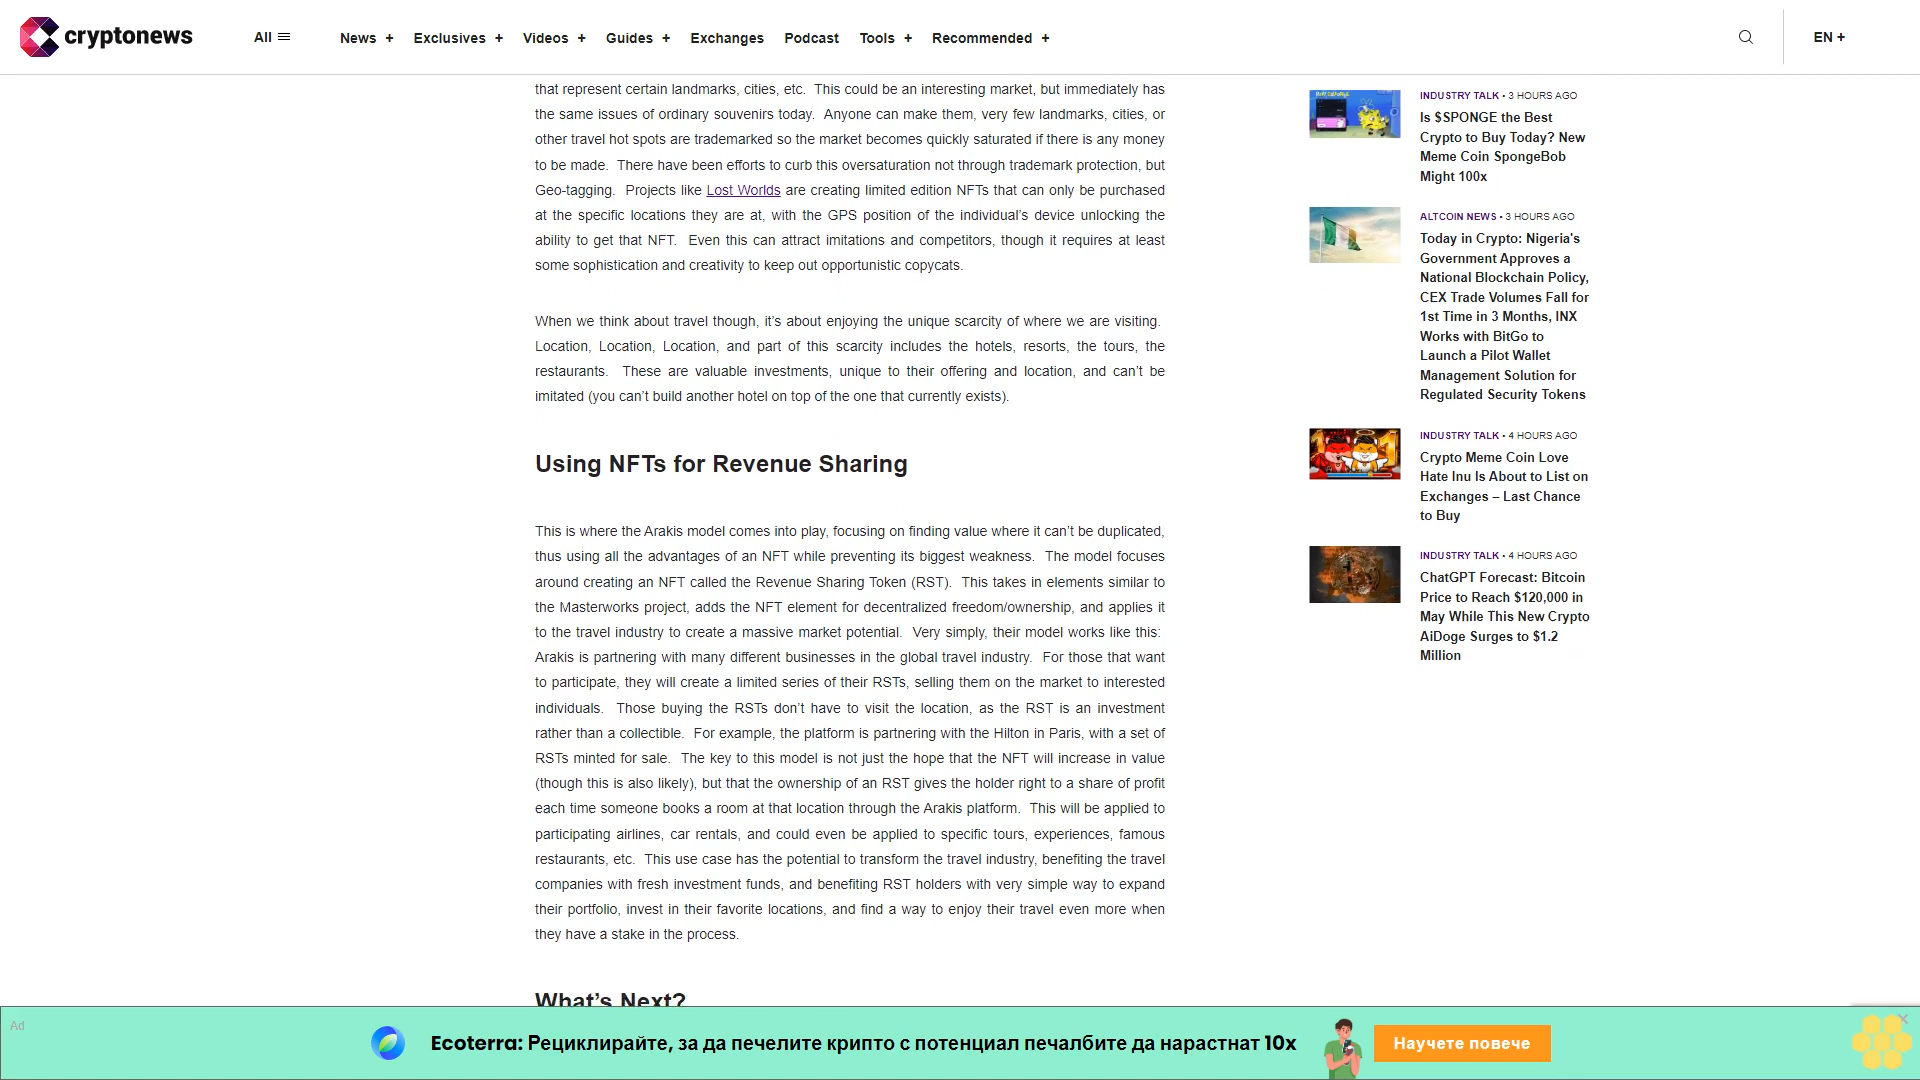 cryptonews
All
News +
Exclusives +
Videos +
Guides +
Exchanges
Podcast
Tools +
Recommended +
EN +
that represent certain landmarks, cities, etc. This could be an interesting market, but immediately has
the same issues of ordinary souvenirs today. Anyone can make them, very few landmarks, cities, or
other travel hot spots are trademarked so the market becomes quickly saturated if there is any money
to be made. There have been efforts to curb this oversaturation not through trademark protection, but
Geo-tagging. Projects like Lost Worlds are creating limited edition NFTs that can only be purchased
at the specific locations they are at, with the GPS position of the individual’s device unlocking the
ability to get that NFT. Even this can attract imitations and competitors, though it requires at least
some sophistication and creativity to keep out opportunistic copycats.
When we think about travel though, it’s about enjoying the unique scarcity of where we are visiting.
Location, Location, Location, and part of this scarcity includes the hotels, resorts, the tours, the
restaurants. These are valuable investments, unique to their offering and location, and can’t be
imitated (you can’t build another hotel on top of the one that currently exists).
Using NFTs for Revenue Sharing
This is where the Arakis model comes into play, focusing on finding value where it can’t be duplicated,
thus using all the advantages of an NFT while preventing its biggest weakness. The model focuses
around creating an NFT called the Revenue Sharing Token (RST). This takes in elements similar to
the Masterworks project, adds the NFT element for decentralized freedom/ownership, and applies it
to the travel industry to create a massive market potential. Very simply, their model works like this:
Arakis is partnering with many different businesses in the global travel industry. For those that want
to participate, they will create a limited series of their RSTs, selling them on the market to interested
individuals. Those buying the RSTs don’t have to visit the location, as the RST is an investment
rather than a collectible. For example, the platform is partnering with the Hilton in Paris, with a set of
RSTs minted for sale. The key to this model is not just the hope that the NFT will increase in value
(though this is also likely), but that the ownership of an RST gives the holder right to a share of profit
each time someone books a room at that location through the Arakis platform. This will be applied to
participating airlines, car rentals, and could even be applied to specific tours, experiences, famous
restaurants, etc. This use case has the potential to transform the travel industry, benefiting the travel
companies with fresh investment funds, and benefiting RST holders with very simple way to expand
their portfolio, invest in their favorite locations, and find a way to enjoy their travel even more when
they have a stake in the process.
What’s Next?
INDUSTRY TALK • 3 HOURS AGO
Is $SPONGE the Best
Crypto to Buy Today? New
Meme Coin SpongeBob
Might 100x
ALTCOIN NEWS • 3 HOURS AGO
Today in Crypto: Nigeria's
Government Approves a
National Blockchain Policy,
CEX Trade Volumes Fall for
1st Time in 3 Months, INX
Works with BitGo to
Launch a Pilot Wallet
Management Solution for
Regulated Security Tokens
INDUSTRY TALK • 4 HOURS AGO
Crypto Meme Coin Love
Hate Inu Is About to List on
Exchanges – Last Chance
to Buy
INDUSTRY TALK • 4 HOURS AGO
ChatGPT Forecast: Bitcoin
Price to Reach $120,000 in
May While This New Crypto
AiDoge Surges to $1.2
Million
Ad
Ecoterra: Рециклирайте, за да печелите крипто с потенциал печалбите да нарастнат 10x
Научете повече